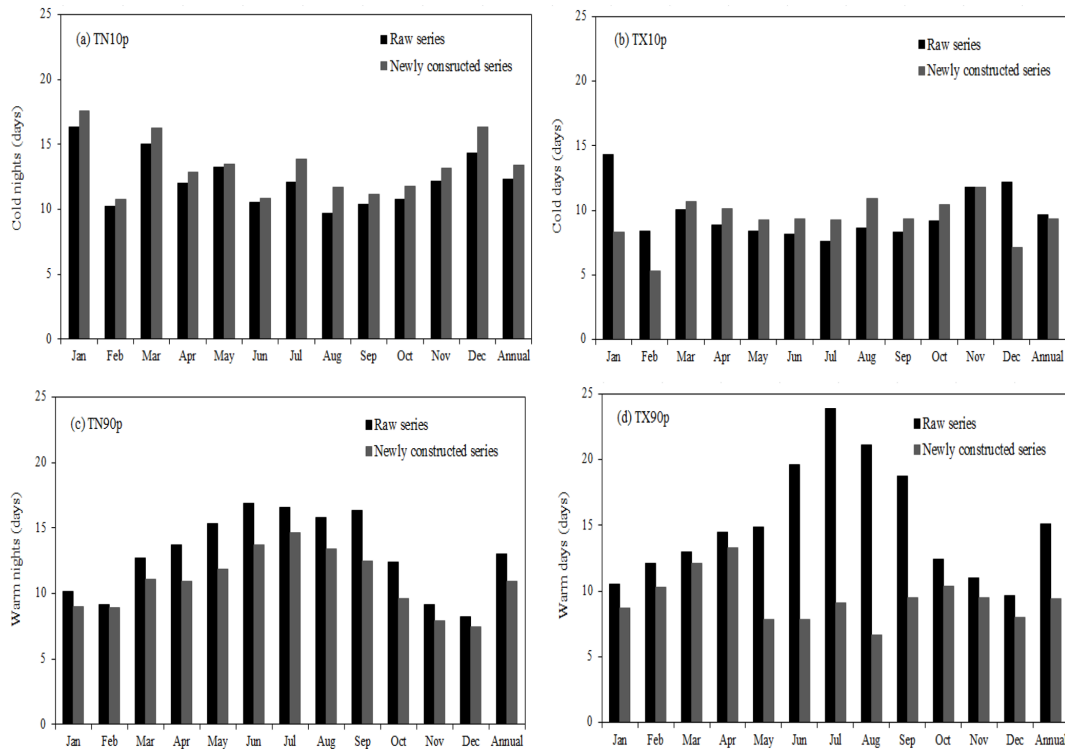 (a) TN10p
Raw series
Newly consructed series
Cold nights (days)
25
20
15
10
5
0
Jan Feb Mar Apr May Jun Jul Aug Sep Oct Nov Dec Annual
(b) TX10p
Raw series
Newly constructed series
Cold days (days)
25
20
15
10
5
0
Jan Feb Mar Apr May Jun Jul Aug Sep Oct Nov Dec Annual
(c) TN90p
Raw series
Newly constructed series
Warm nights (days)
25
20
15
10
5
0
Jan Feb Mar Apr May Jun Jul Aug Sep Oct Nov Dec Annual
(d) TX90p
Raw series
Newly constructed series
Warm days (days)
25
20
15
10
5
0
Jan Feb Mar Apr May Jun Jul Aug Sep Oct Nov Dec Annual